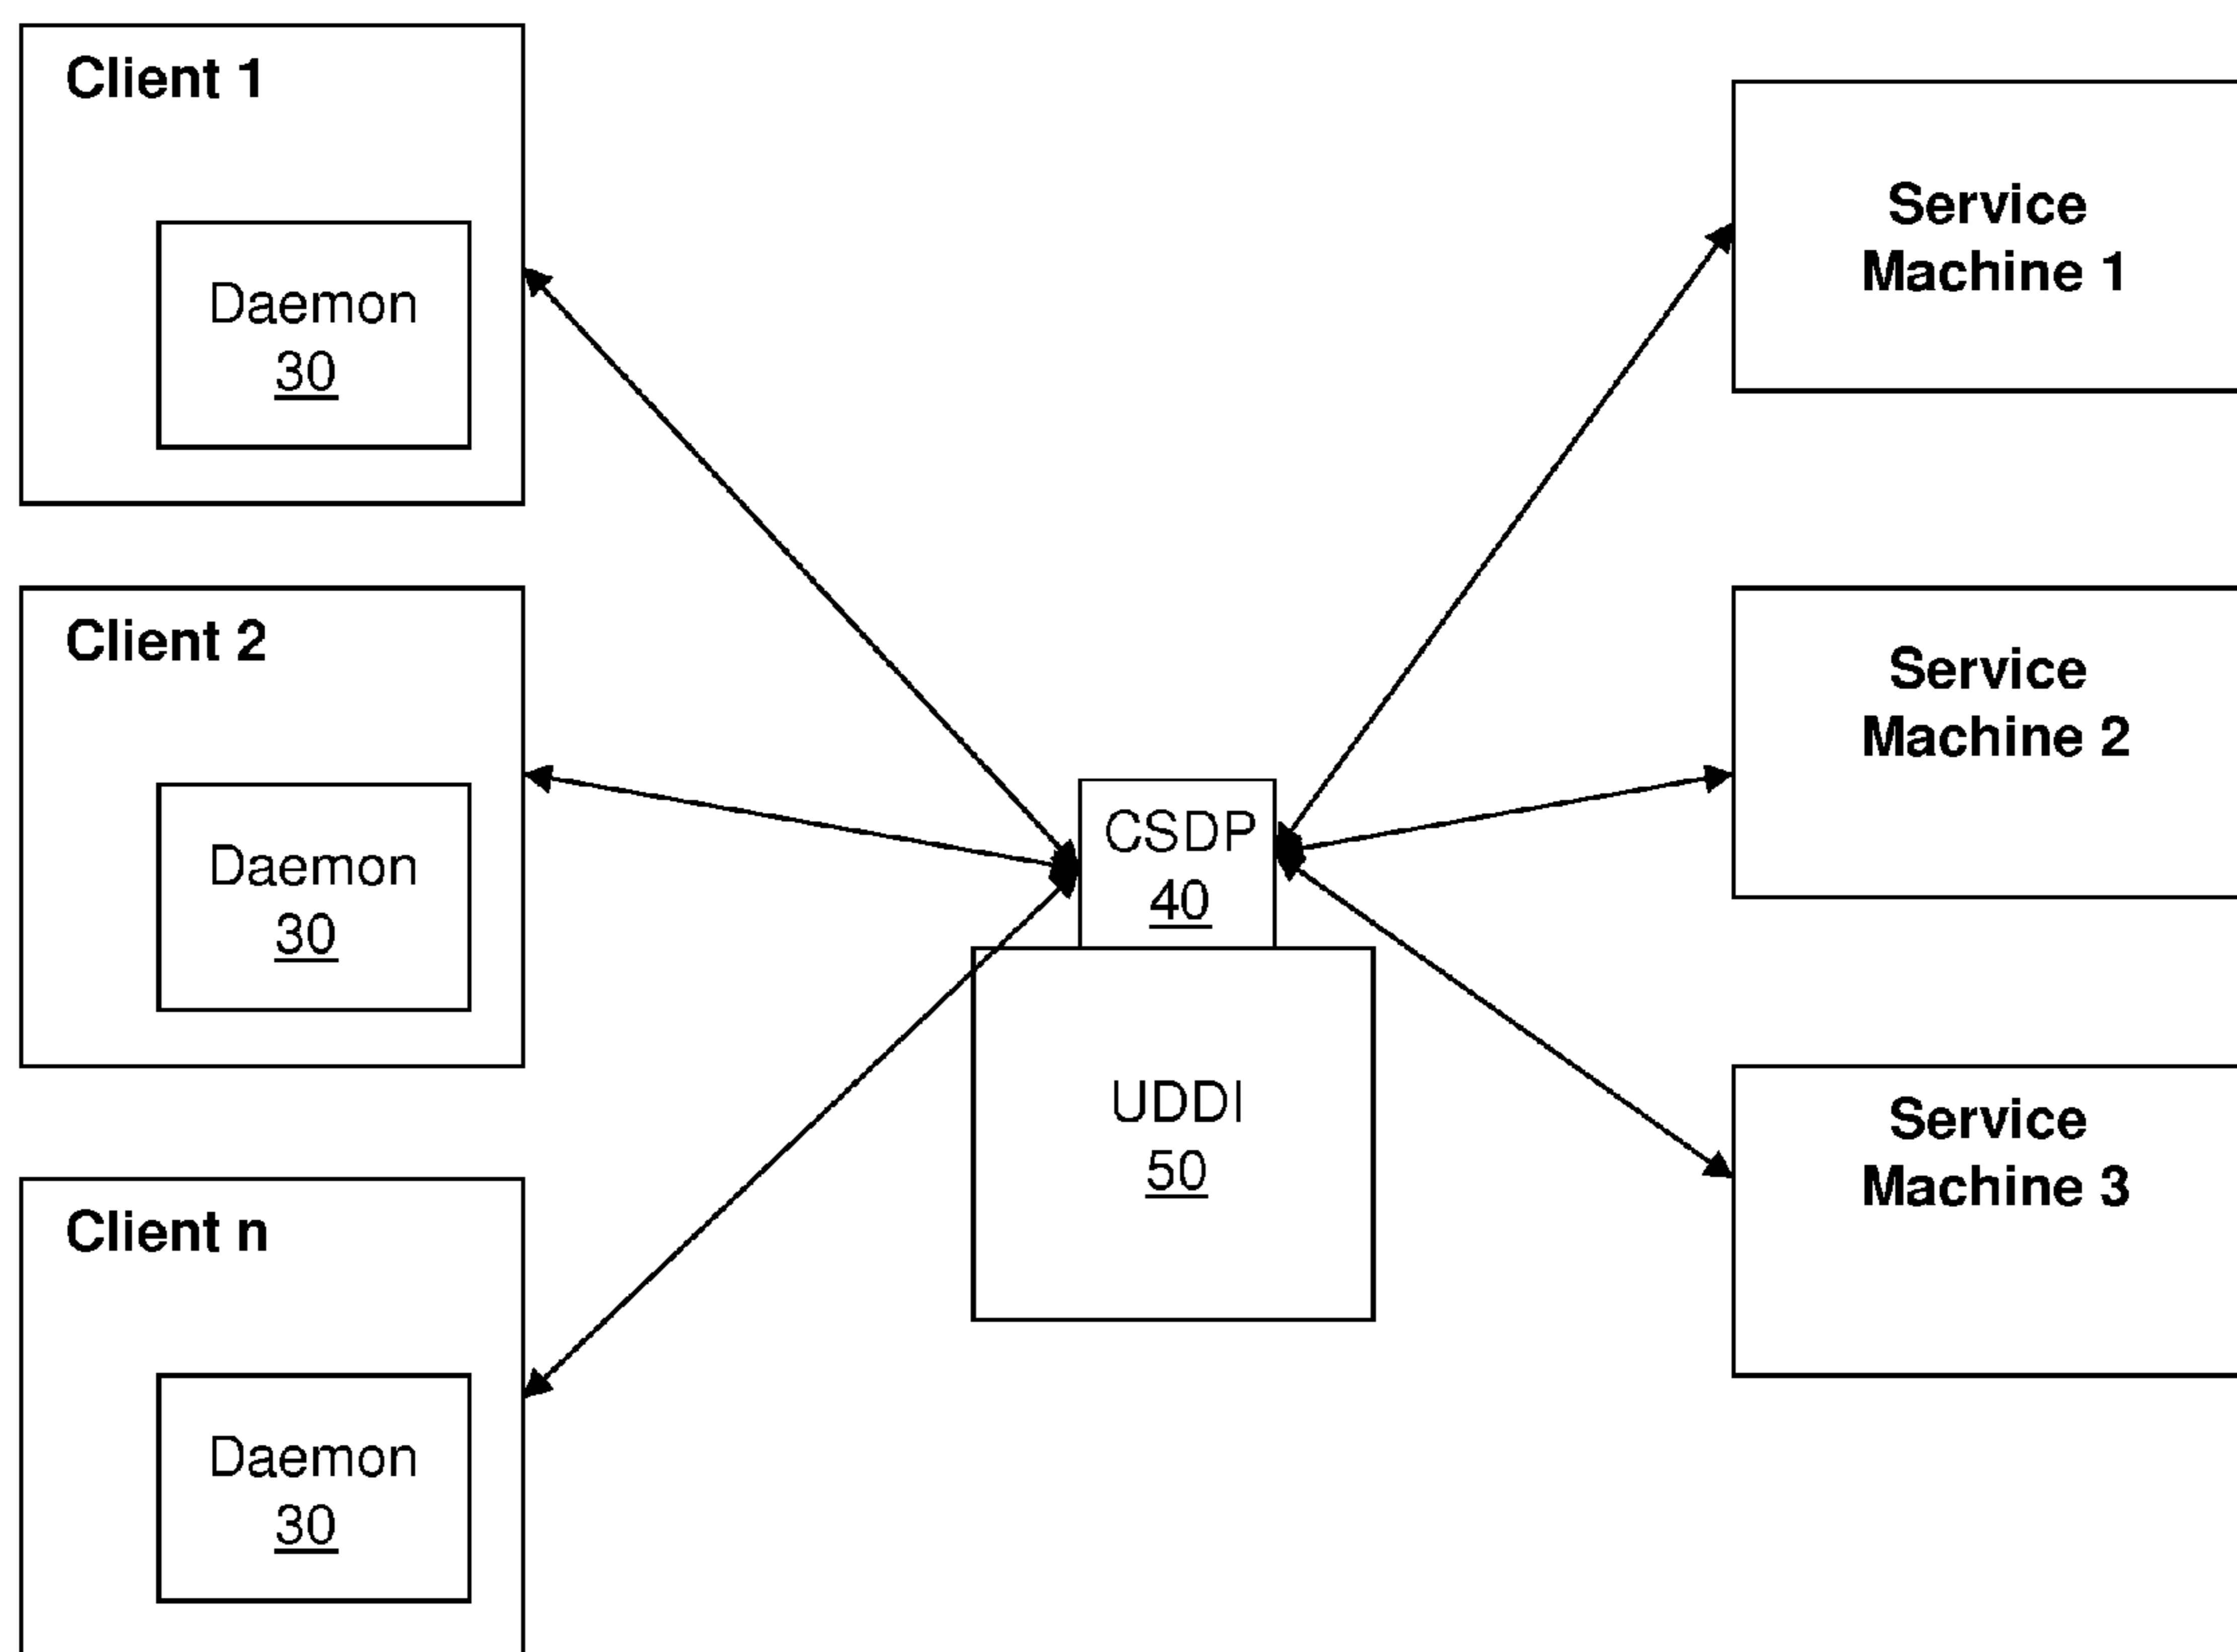 Client 1
Daemon
30
Client 2
Daemon
30
Client n
Daemon
30
CSDP
40
UDDI
50
Service
Machine 1
Service
Machine 2
Service
Machine 3